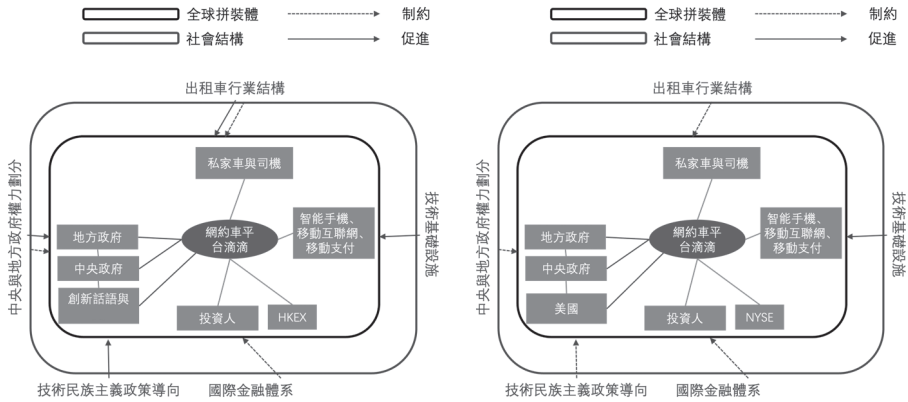 全球拼裝體
制約
社會結構
促進
出租車行業結構
私家車與司機
智能手機、
移動互聯網、
移動支付
網約車平
台滴滴
地方政府
中央政府
創新話語與
投資人
HKEX
中央與地方政府權力劃分
技術基礎設施
技術民族主義政策導向
國際金融體系
全球拼裝體
制約
社會結構
促進
出租車行業結構
私家車與司機
智能手機、
移動互聯網、
移動支付
網約車平
台滴滴
地方政府
中央政府
美國
投資人
NYSE
中央與地方政府權力劃分
技術基礎設施
技術民族主義政策導向
國際金融體系